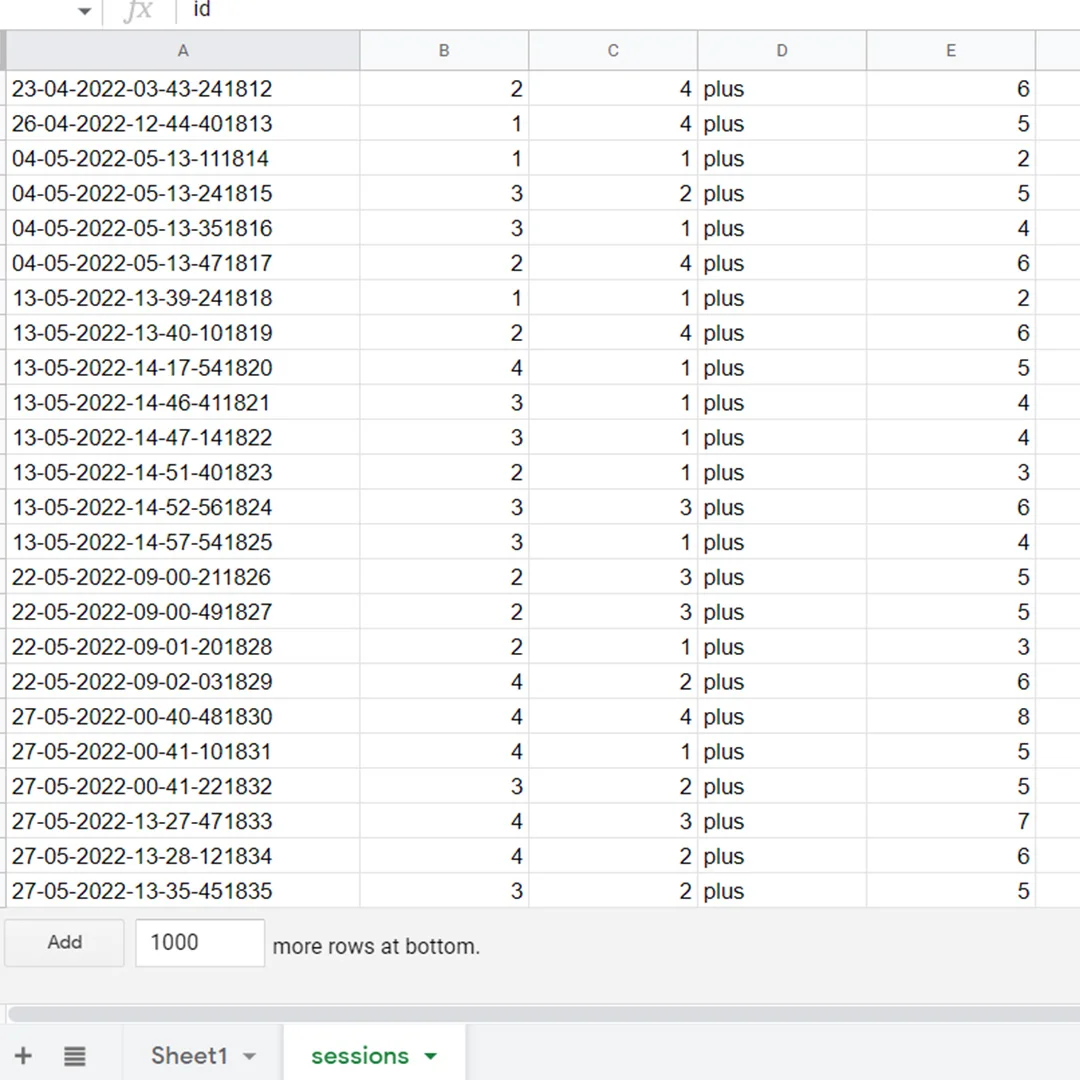 fx id
A B C D E
23-04-2022-03-43-241812 2 4 plus 6
26-04-2022-12-44-401813 1 4 plus 5
04-05-2022-05-13-111814 1 1 plus 2
04-05-2022-05-13-241815 3 2 plus 5
04-05-2022-05-13-351816 3 1 plus 4
04-05-2022-05-13-471817 2 4 plus 6
13-05-2022-13-39-241818 1 1 plus 2
13-05-2022-13-40-101819 2 4 plus 6
13-05-2022-14-17-541820 4 1 plus 5
13-05-2022-14-46-411821 3 1 plus 4
13-05-2022-14-47-141822 3 1 plus 4
13-05-2022-14-51-401823 2 1 plus 3
13-05-2022-14-52-561824 3 3 plus 6
13-05-2022-14-57-541825 3 1 plus 4
22-05-2022-09-00-211826 2 3 plus 5
22-05-2022-09-00-491827 2 3 plus 5
22-05-2022-09-01-201828 2 1 plus 3
22-05-2022-09-02-031829 4 2 plus 6
27-05-2022-00-40-481830 4 4 plus 8
27-05-2022-00-41-101831 4 1 plus 5
27-05-2022-00-41-221832 3 2 plus 5
27-05-2022-13-27-471833 4 3 plus 7
27-05-2022-13-28-121834 4 2 plus 6
27-05-2022-13-35-451835 3 2 plus 5
Add 1000 more rows at bottom.
Sheet1 sessions